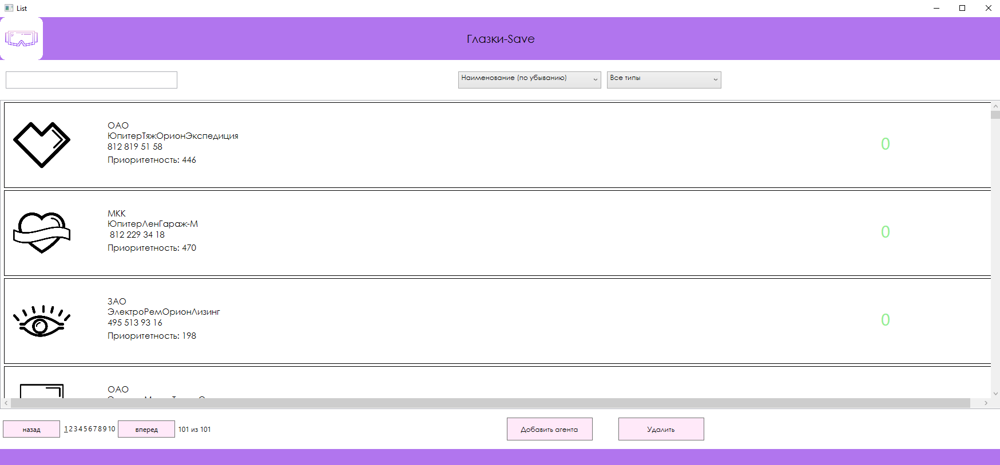 List
Глазки-Save
Наименование (по убыванию)
Все типы
ОАО
ЮпитерТяжОрионЭкспедиция
812 819 51 58
Приоритетность: 446
0
МКК
ЮпитерЛенГараж-М
812 229 34 18
Приоритетность: 470
0
ЗАО
ЭлектроРемОрионЛизинг
495 513 93 16
Приоритетность: 198
0
ОАО
назад
1 2 3 4 5 6 7 8 9 10
вперед
101 из 101
Добавить агента
Удалить